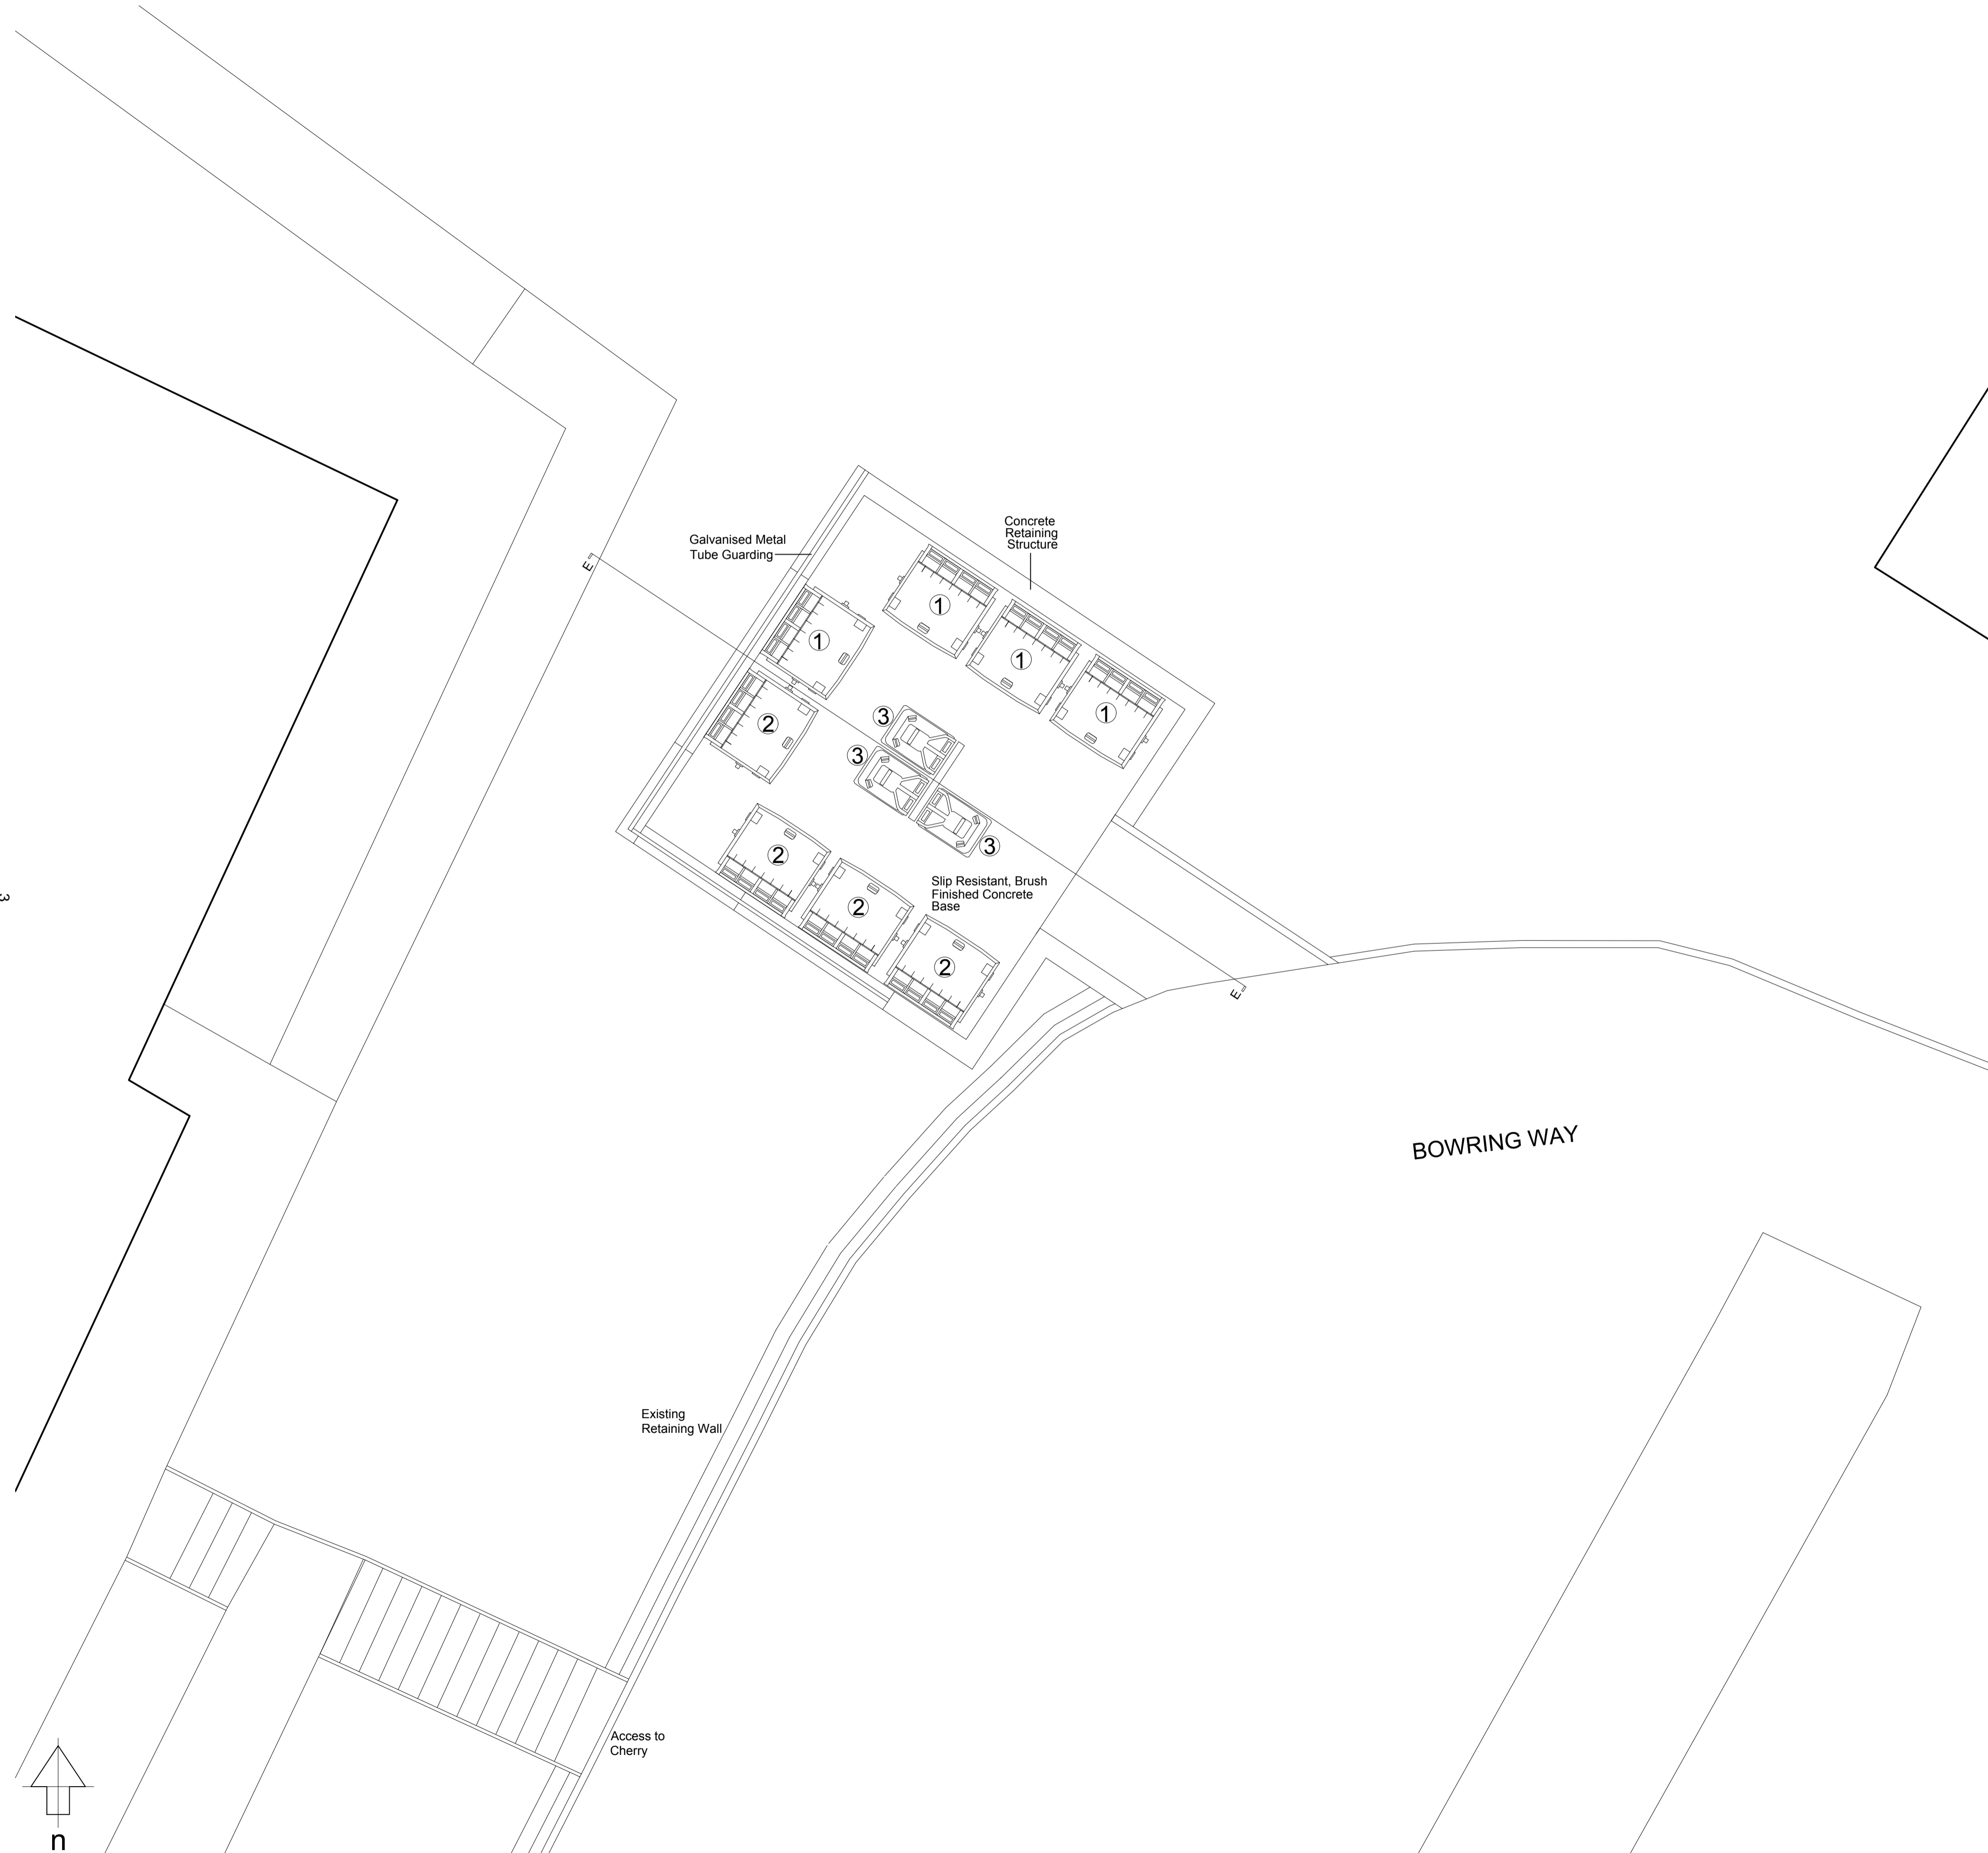 Concrete
Retaining
Structure
Galvanised Metal
Tube Guarding
E
1
1
1
1
2
3
3
3
2
2
2
Slip Resistant, Brush
Finished Concrete
Base
3
E
BOWRING WAY
Existing
Retaining Wall
Access to
Cherry
n